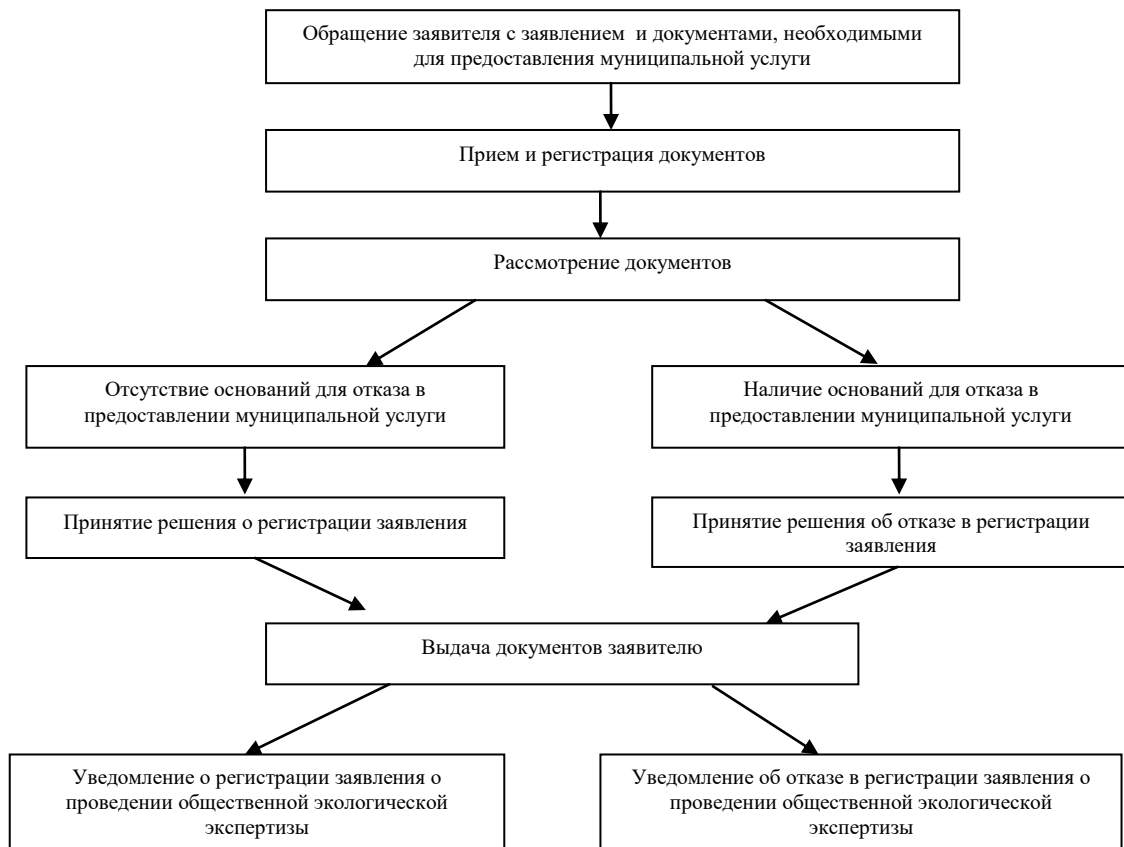 Обращение заявителя с заявлением и документами, необходимыми
для предоставления муниципальной услуги
Прием и регистрация документов
Рассмотрение документов
Отсутствие оснований для отказа в
предоставлении муниципальной услуги
Наличие оснований для отказа в
предоставлении муниципальной услуги
Принятие решения о регистрации заявления
Принятие решения об отказе в регистрации
заявления
Выдача документов заявителю
Уведомление о регистрации заявления о
проведении общественной экологической
экспертизы
Уведомление об отказе в регистрации заявления о
проведении общественной экологической
экспертизы